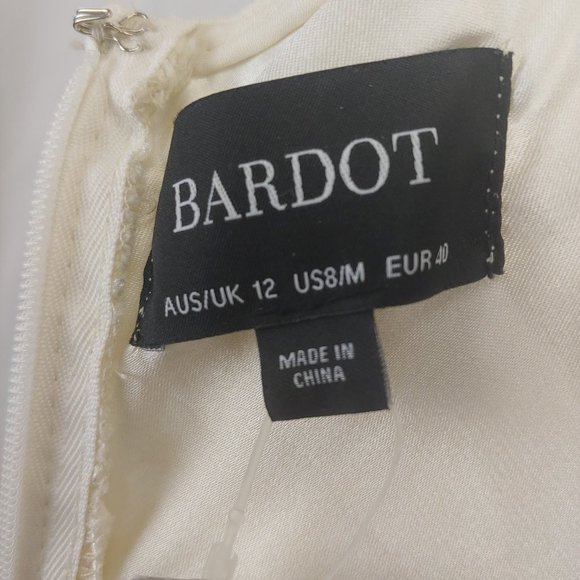 BARDOT
AUS/UK 12 US8/M EUR 40
MADE IN
CHINA